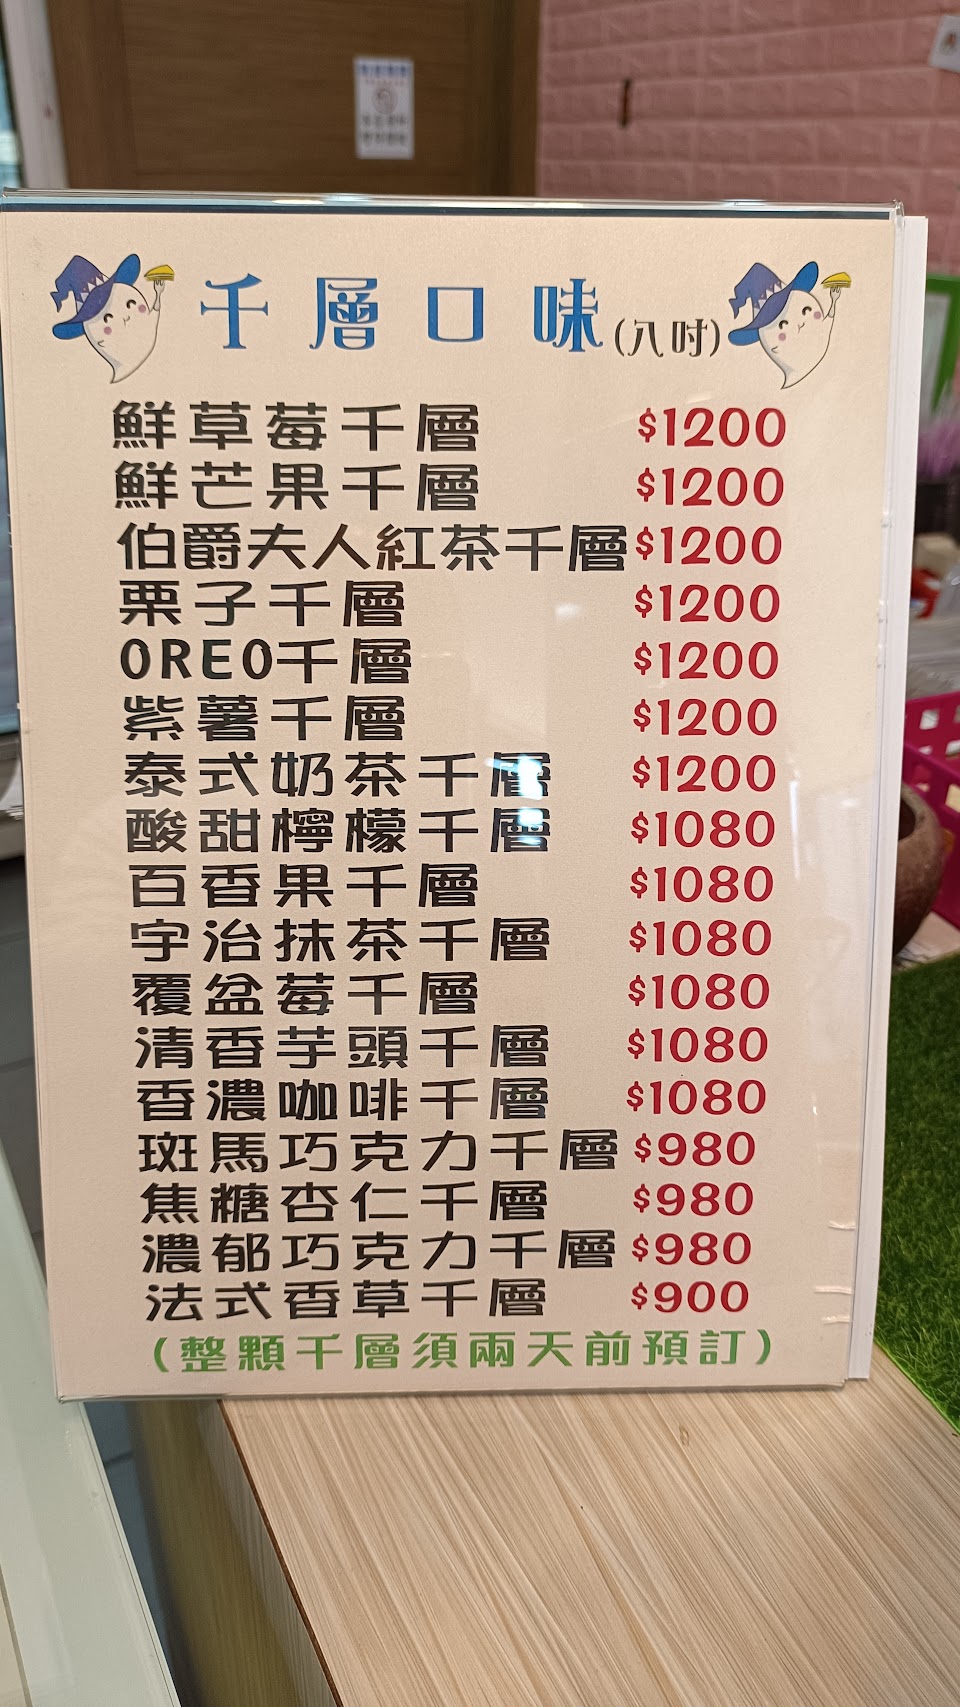 千層口味(八吋)
鮮草莓千層 $1200
鮮芒果千層 $1200
伯爵夫人紅茶千層 $1200
栗子千層 $1200
OREO千層 $1200
紫薯千層 $1200
泰式奶茶千層 $1200
酸甜檸檬千層 $1080
百香果千層 $1080
宇治抹茶千層 $1080
覆盆莓千層 $1080
清香芋頭千層 $1080
香濃咖啡千層 $1080
斑馬巧克力千層 $980
焦糖杏仁千層 $980
濃郁巧克力千層 $980
法式香草千層 $900
(整顆千層須兩天前預訂)